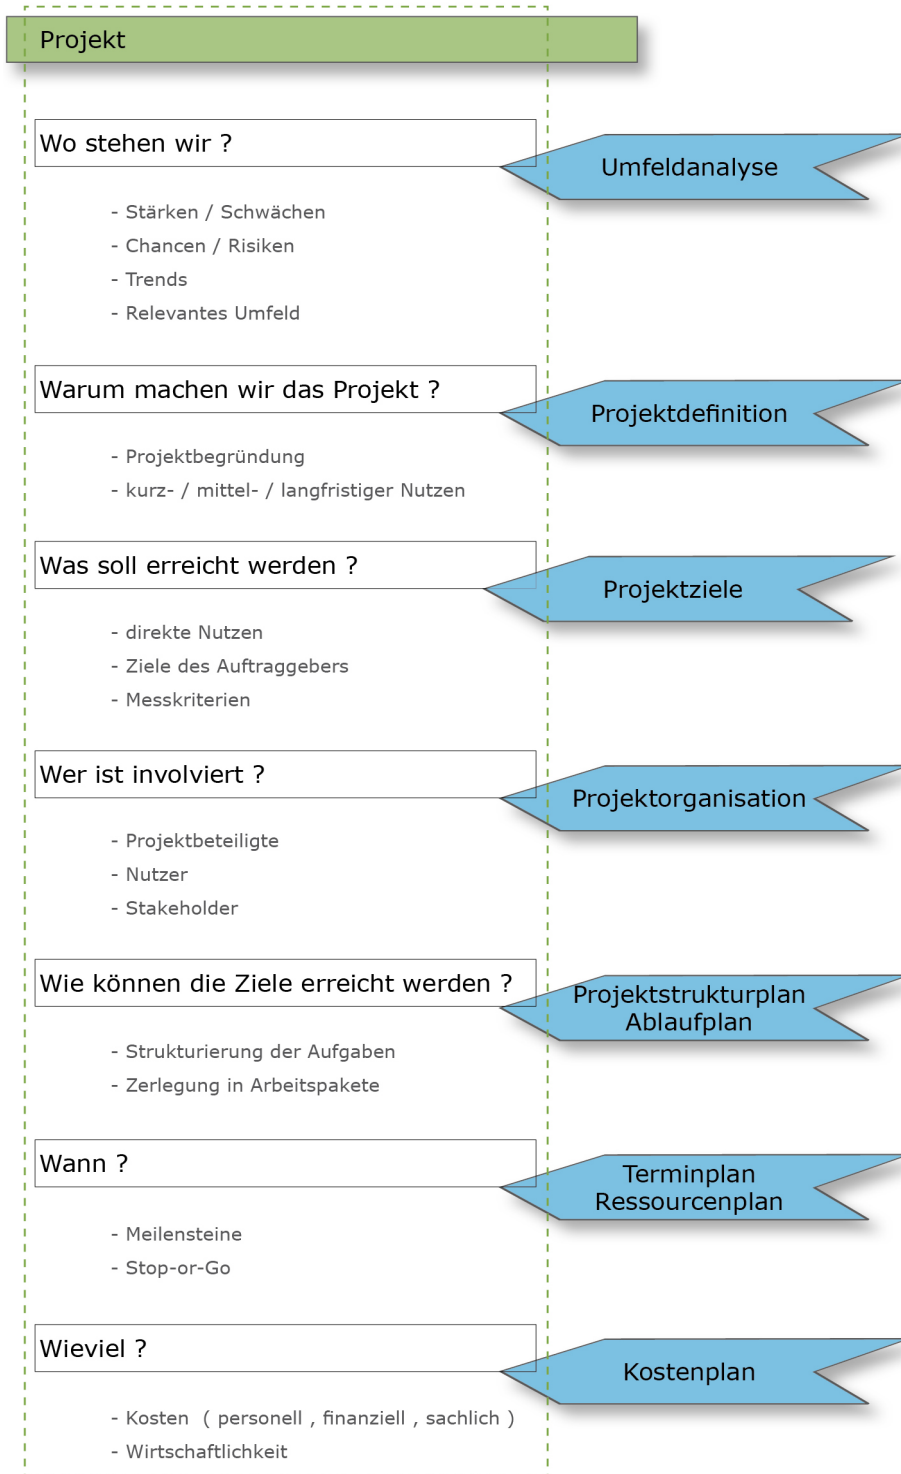 Projekt
Wo stehen wir ?
Umfeldanalyse
- Stärken / Schwächen
- Chancen / Risiken
- Trends
- Relevantes Umfeld
Warum machen wir das Projekt ?
Projektdefinition
- Projektbegründung
- kurz- / mittel- / langfristiger Nutzen
Was soll erreicht werden ?
Projektziele
- direkte Nutzen
- Ziele des Auftraggebers
- Messkriterien
Wer ist involviert ?
Projektorganisation
- Projektbeteiligte
- Nutzer
- Stakeholder
Wie können die Ziele erreicht werden ?
Projektstrukturplan
Ablaufplan
- Strukturierung der Aufgaben
- Zerlegung in Arbeitspakete
Wann ?
Terminplan
Ressourcenplan
- Meilensteine
- Stop-or-Go
Wieviel ?
Kostenplan
- Kosten ( personell , finanziell , sachlich )
- Wirtschaftlichkeit